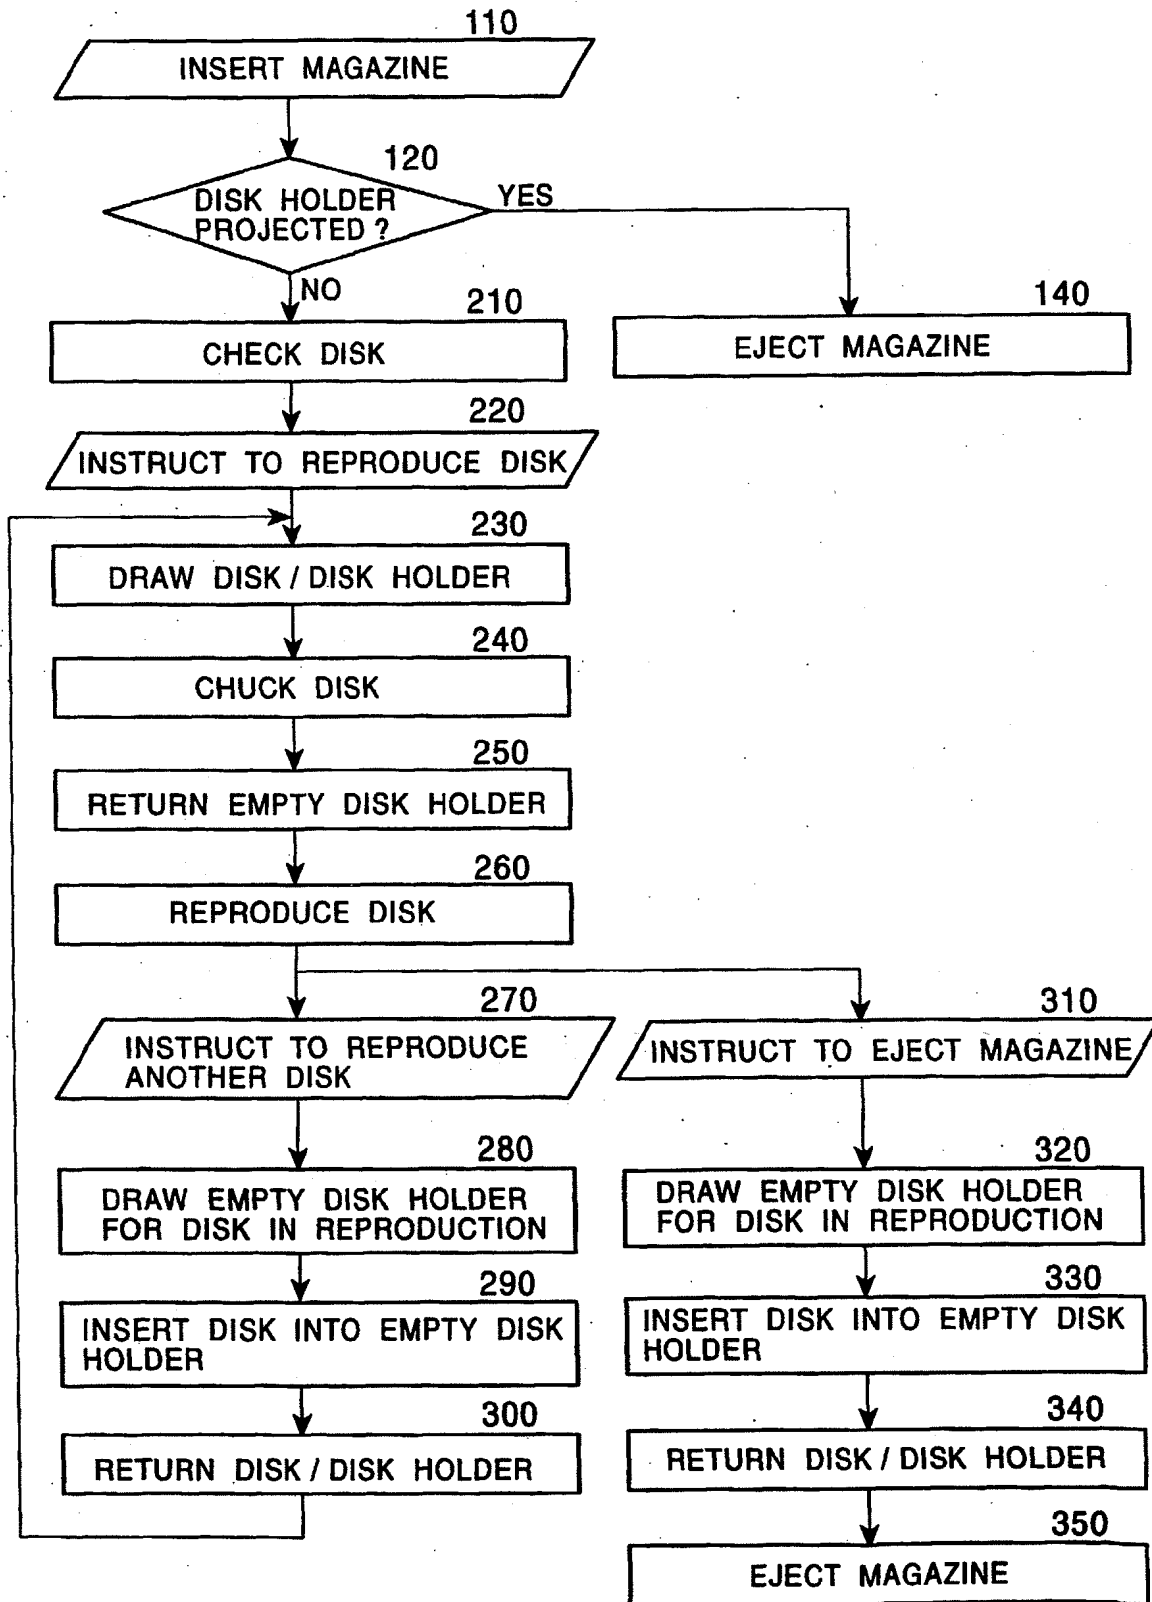 110
INSERT MAGAZINE
120
DISK HOLDER
PROJECTED ?
YES
NO
210
CHECK DISK
140
EJECT MAGAZINE
220
INSTRUCT TO REPRODUCE DISK
230
DRAW DISK / DISK HOLDER
240
CHUCK DISK
250
RETURN EMPTY DISK HOLDER
260
REPRODUCE DISK
270
INSTRUCT TO REPRODUCE
ANOTHER DISK
310
INSTRUCT TO EJECT MAGAZINE
280
DRAW EMPTY DISK HOLDER
FOR DISK IN REPRODUCTION
320
DRAW EMPTY DISK HOLDER
FOR DISK IN REPRODUCTION
290
INSERT DISK INTO EMPTY DISK
HOLDER
330
INSERT DISK INTO EMPTY DISK
HOLDER
300
RETURN DISK / DISK HOLDER
340
RETURN DISK / DISK HOLDER
350
EJECT MAGAZINE